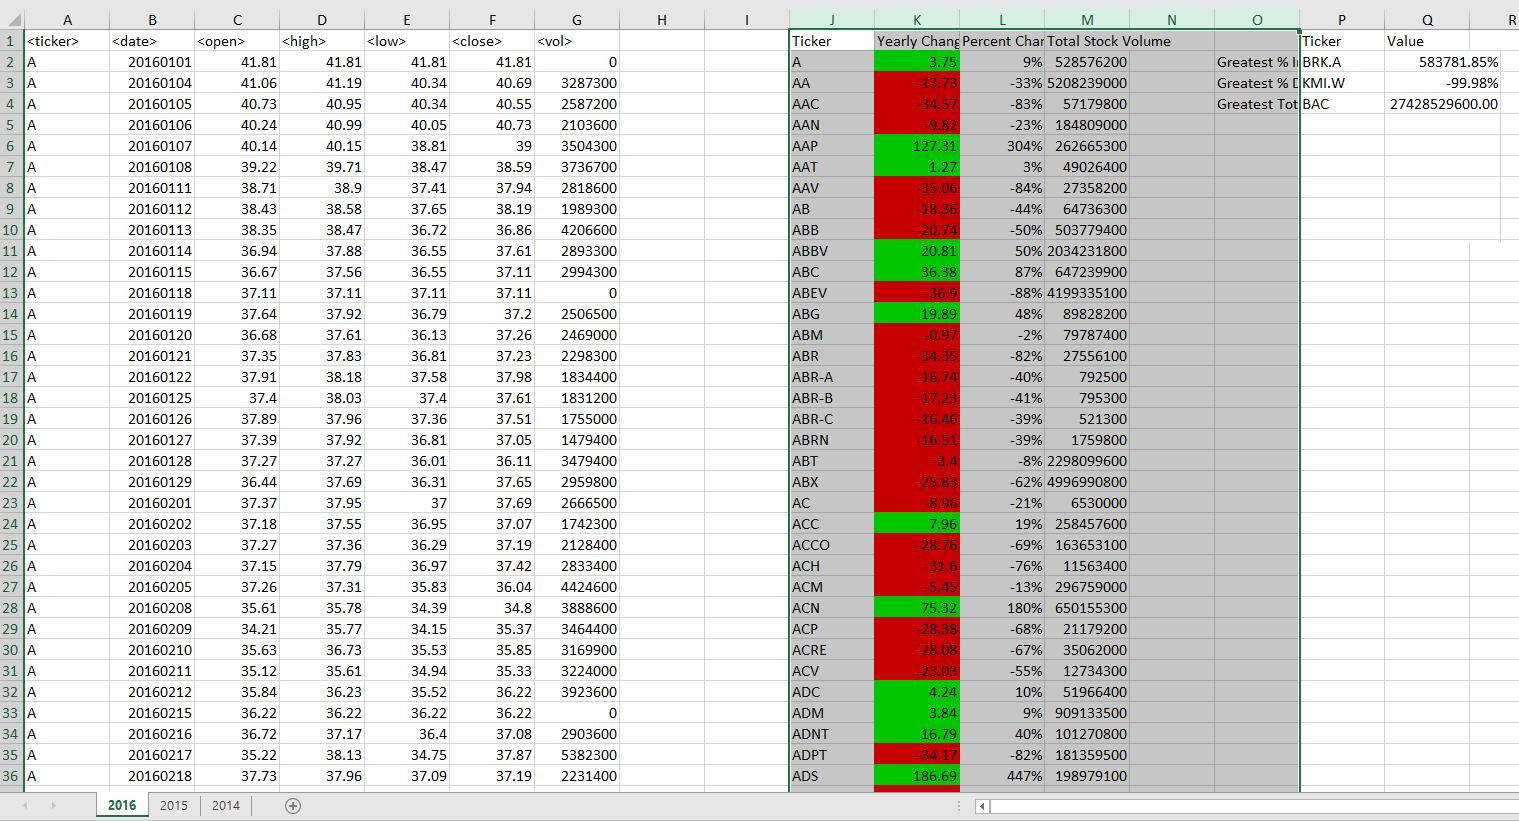 A B C D E F G H I J K L M N O P Q R
1 <ticker> <date> <open> <high> <low> <close> <vol> Ticker Yearly Chang Percent Char Total Stock Volume Ticker Value
2 A 20160101 41.81 41.81 41.81 41.81 0 A 3.75 9% 528576200 Greatest % I BRK.A 583781.85%
3 A 20160104 41.06 41.19 40.34 40.69 3287300 AA -13.73 -33% 5208239000 Greatest % D KMI.W -99.98%
4 A 20160105 40.73 40.95 40.34 40.55 2587200 AAC -34.57 -83% 57179800 Greatest Tot BAC 27428529600.00
5 A 20160106 40.24 40.99 40.05 40.73 2103600 AAN -9.82 -23% 184809000
6 A 20160107 40.14 40.15 38.81 39 3504300 AAP 127.31 304% 262665300
7 A 20160108 39.22 39.71 38.47 38.59 3736700 AAT 1.27 3% 49026400
8 A 20160111 38.71 38.9 37.41 37.94 2818600 AAV -35.06 -84% 27358200
9 A 20160112 38.43 38.58 37.65 38.19 1989300 AB -18.36 -44% 64736300
10 A 20160113 38.35 38.47 36.72 36.86 4206600 ABB -20.74 -50% 503779400
11 A 20160114 36.94 37.88 36.55 37.61 2893300 ABBV 20.81 50% 2034231800
12 A 20160115 36.67 37.56 36.55 37.11 2994300 ABC 36.38 87% 647239900
13 A 20160118 37.11 37.11 37.11 37.11 0 ABEV -36.9 -88% 4199335100
14 A 20160119 37.64 37.92 36.79 37.2 2506500 ABG 19.89 48% 89828200
15 A 20160120 36.68 37.61 36.13 37.26 2469000 ABM -0.97 -2% 79787400
16 A 20160121 37.35 37.83 36.81 37.23 2298300 ABR -34.35 -82% 27556100
17 A 20160122 37.91 38.18 37.58 37.98 1834400 ABR-A -16.74 -40% 792500
18 A 20160125 37.4 38.03 37.4 37.61 1831200 ABR-B -17.23 -41% 795300
19 A 20160126 37.89 37.96 37.36 37.51 1755000 ABR-C -16.46 -39% 521300
20 A 20160127 37.39 37.92 36.81 37.05 1479400 ABRN -16.51 -39% 1759800
21 A 20160128 37.27 37.27 36.01 36.11 3479400 ABT -3.4 -8% 2298099600
22 A 20160129 36.44 37.69 36.31 37.65 2959800 ABX -25.83 -62% 4996990800
23 A 20160201 37.37 37.95 37 37.69 2666500 AC -8.96 -21% 6530000
24 A 20160202 37.18 37.55 36.95 37.07 1742300 ACC 7.96 19% 258457600
25 A 20160203 37.27 37.36 36.29 37.19 2128400 ACCO -28.76 -69% 163653100
26 A 20160204 37.15 37.79 36.97 37.42 2833400 ACH -31.6 -76% 11563400
27 A 20160205 37.26 37.31 35.83 36.04 4424600 ACM -5.45 -13% 296759000
28 A 20160208 35.61 35.78 34.39 34.8 3888600 ACN 75.32 180% 650155300
29 A 20160209 34.21 35.77 34.15 35.37 3464400 ACP -28.38 -68% 21179200
30 A 20160210 35.63 36.73 35.53 35.85 3169900 ACRE -28.08 -67% 35062000
31 A 20160211 35.12 35.61 34.94 35.33 3224000 ACV -23.03 -55% 12734300
32 A 20160212 35.84 36.23 35.52 36.22 3923600 ADC 4.24 10% 51966400
33 A 20160215 36.22 36.22 36.22 36.22 0 ADM 3.84 9% 909133500
34 A 20160216 36.72 37.17 36.4 37.08 2903600 ADNT 16.79 40% 101270800
35 A 20160217 35.22 38.13 34.75 37.87 5382300 ADPT -34.17 -82% 181359500
36 A 20160218 37.73 37.96 37.09 37.19 2231400 ADS 186.69 447% 198979100
2016 2015 2014